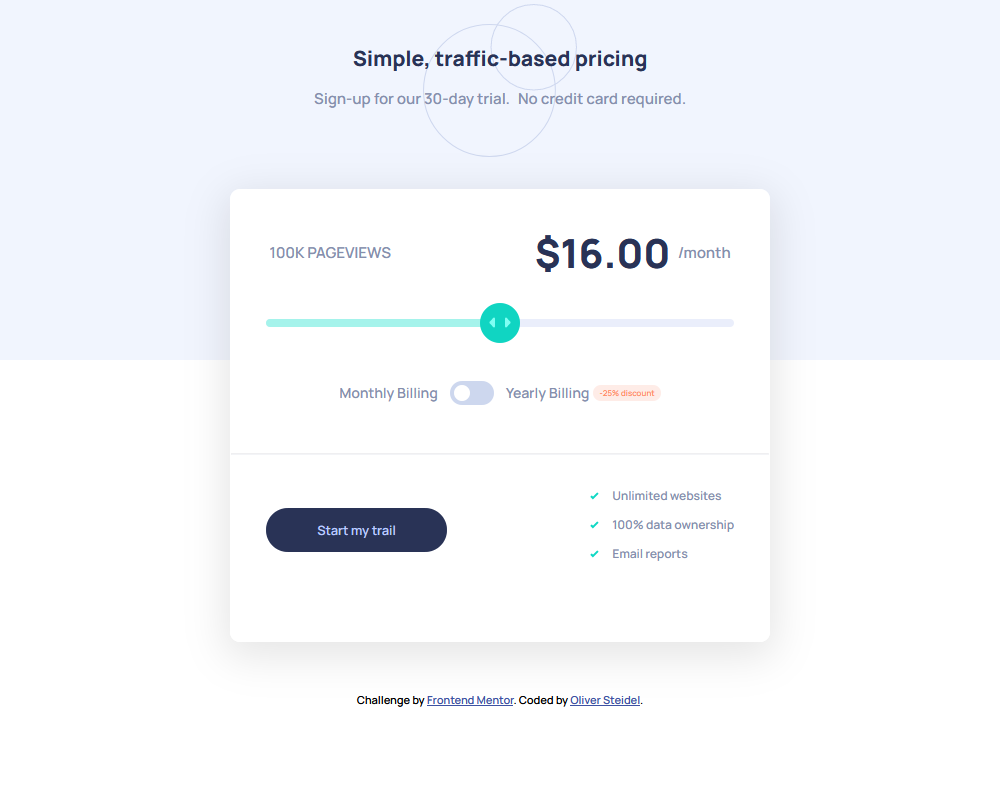 Simple, traffic-based pricing
Sign-up for our 30-day trial. No credit card required.
100K PAGEVIEWS
$16.00 /month
Monthly Billing
Yearly Billing -25% discount
Start my trail
Unlimited websites
100% data ownership
Email reports
Challenge by Frontend Mentor. Coded by Oliver Steidel.